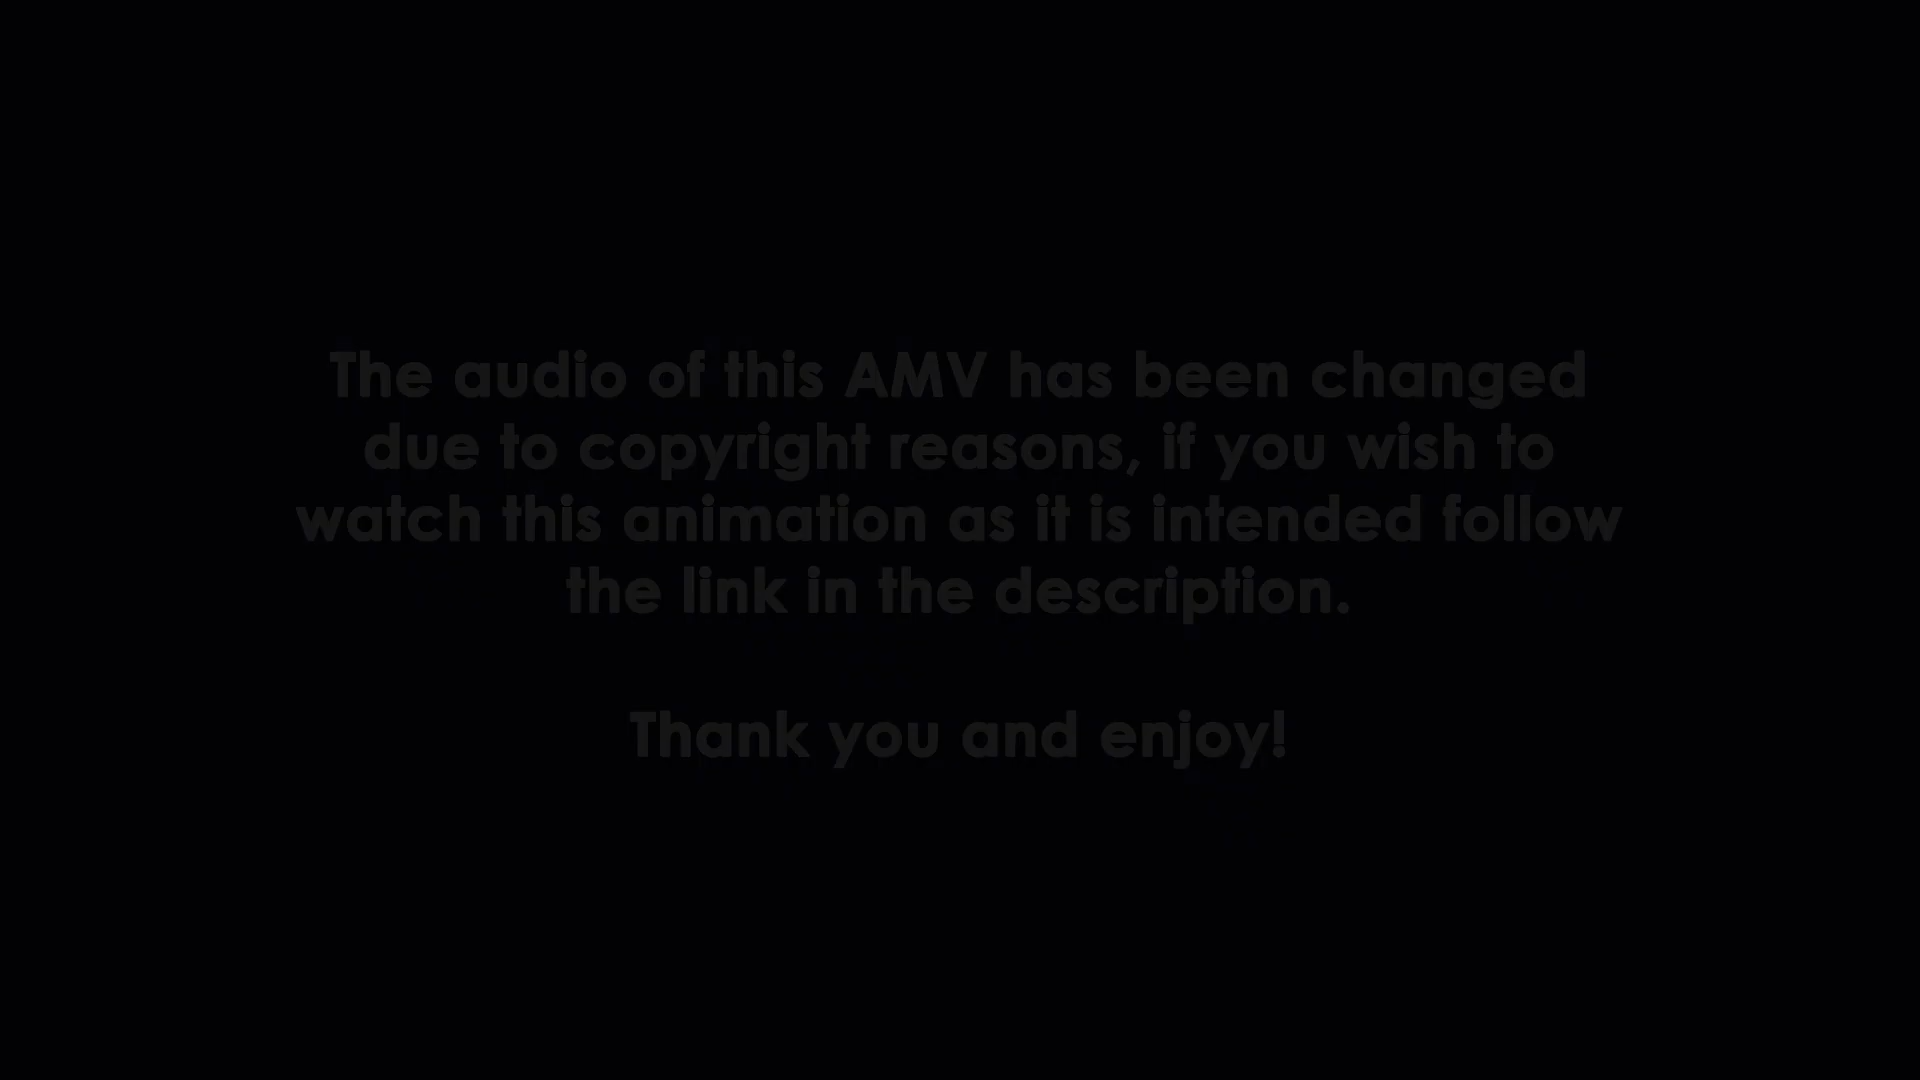 The audio of this AMV has been changed
due to copyright reasons, if you wish to
watch this animation as it is intended follow
the link in the description.
Thank you and enjoy!